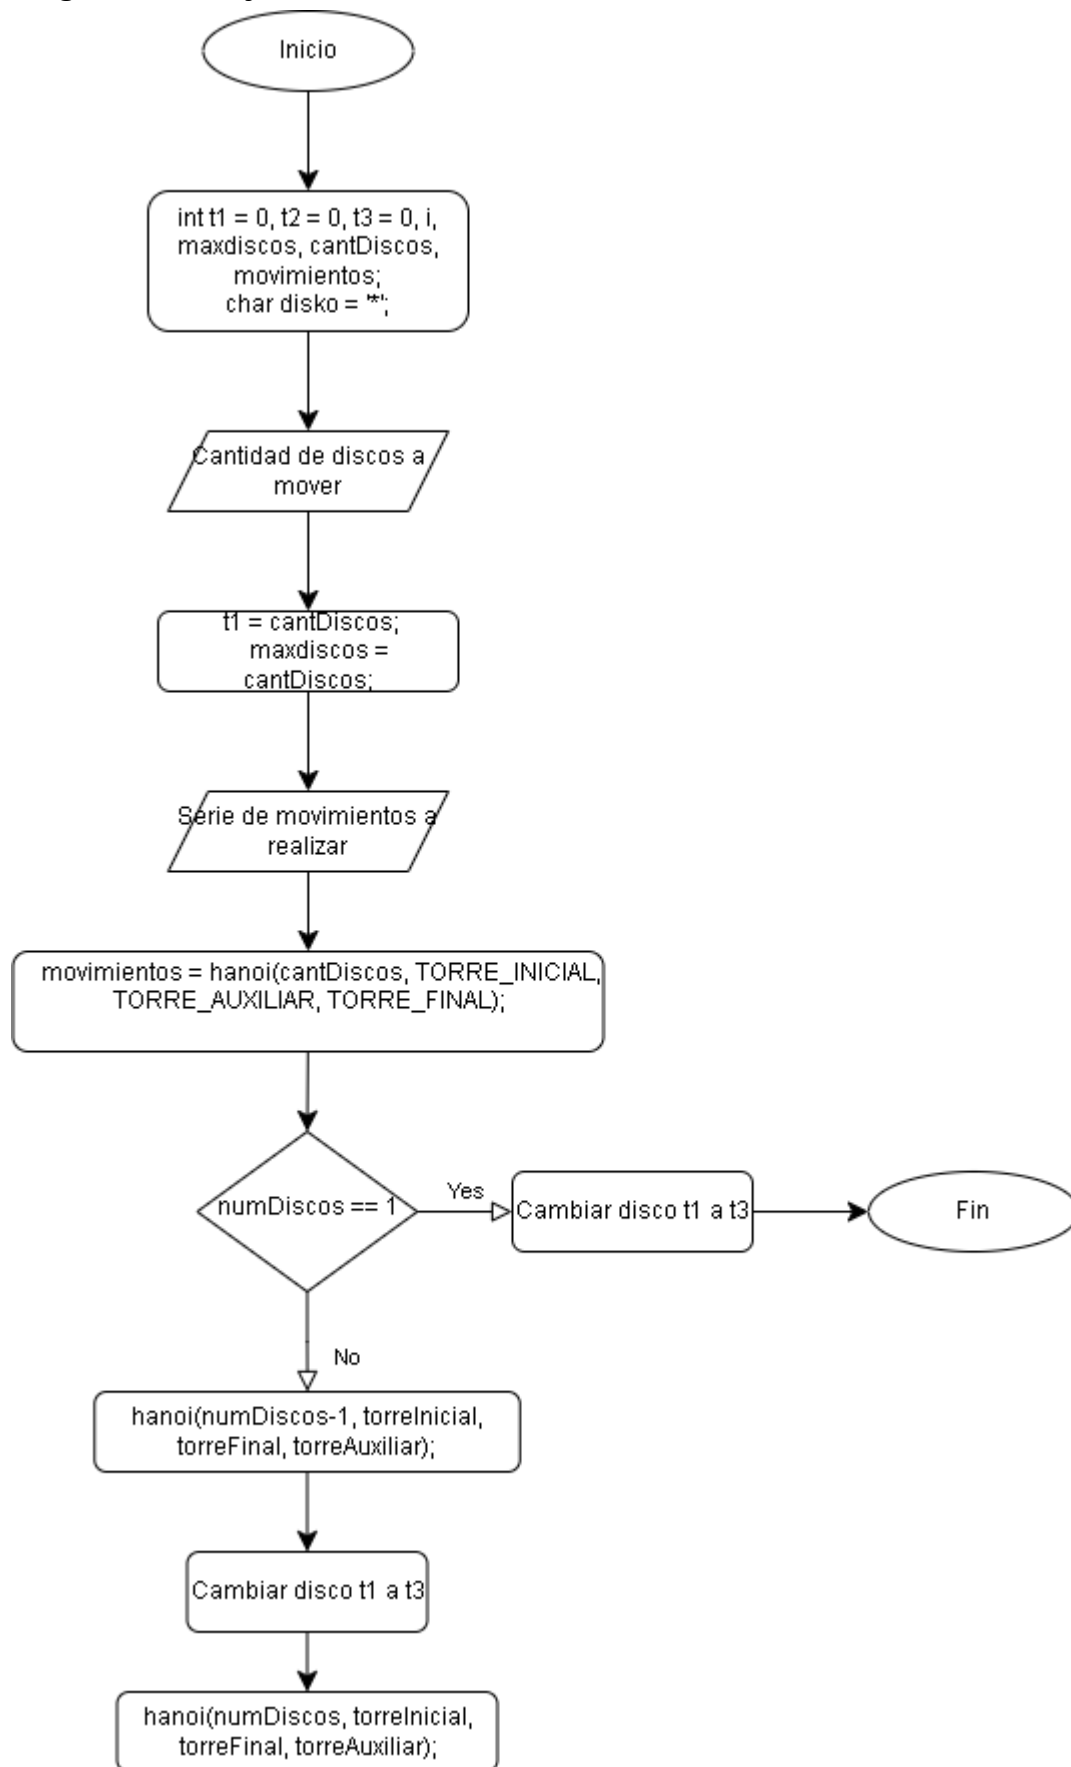 Inicio
int t1 = 0, t2 = 0, t3 = 0, i,
maxdiscos, cantDiscos,
movimientos;
char disko = '*';
Cantidad de discos a
mover
t1 = cantDiscos;
maxdiscos =
cantDiscos;
Serie de movimientos a
realizar
movimientos = hanoi(cantDiscos, TORRE_INICIAL,
TORRE_AUXILIAR, TORRE_FINAL);
numDiscos == 1
Yes
Cambiar disco t1 a t3
Fin
No
hanoi(numDiscos-1, torreInicial,
torreFinal, torreAuxiliar);
Cambiar disco t1 a t3
hanoi(numDiscos, torreInicial,
torreFinal, torreAuxiliar);